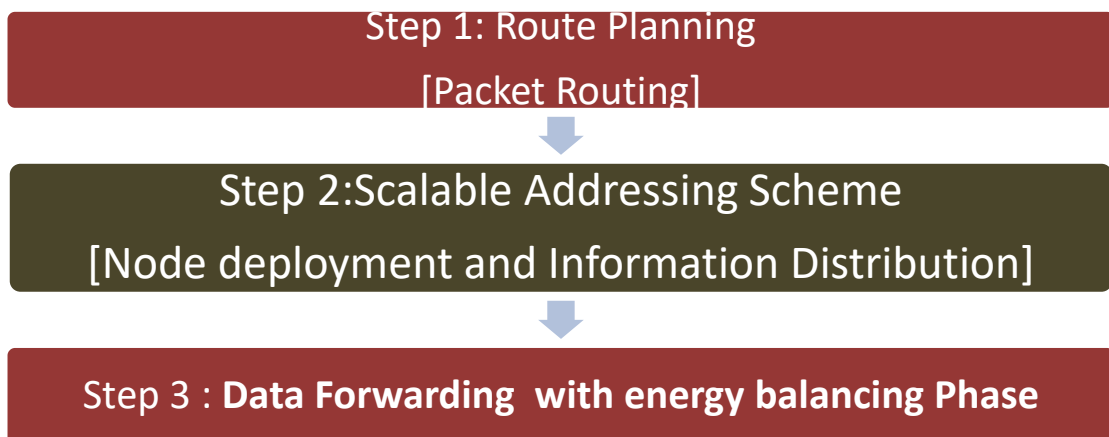 Step 1: Route Planning
[Packet Routing]
Step 2:Scalable Addressing Scheme
[Node deployment and Information Distribution]
Step 3 : Data Forwarding  with energy balancing Phase